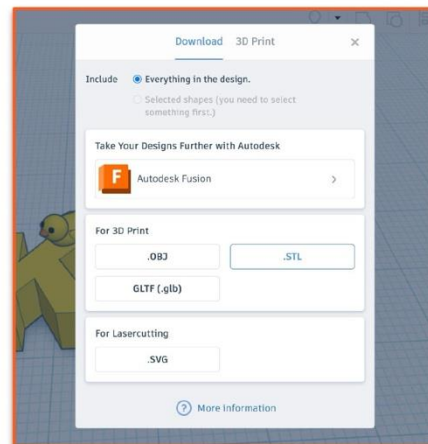 Download 3D Print ×
Include Everything in the design.
Selected shapes (you need to select
something first.)
Take Your Designs Further with Autodesk
F Autodesk Fusion >
For 3D Print
.OBJ .STL
GLTF (.glb)
For Lasercutting
.SVG
? More Information